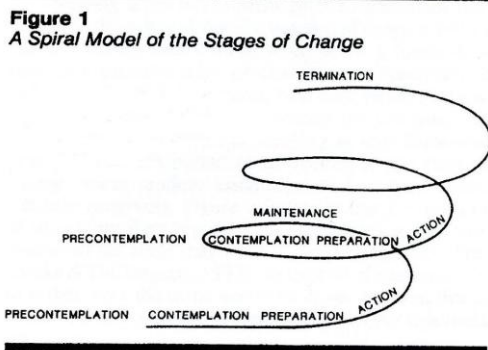 Figure 1
A Spiral Model of the Stages of Change
TERMINATION
MAINTENANCE
PRECONTEMPLATION CONTEMPLATION PREPARATION ACTION
PRECONTEMPLATION CONTEMPLATION PREPARATION ACTION